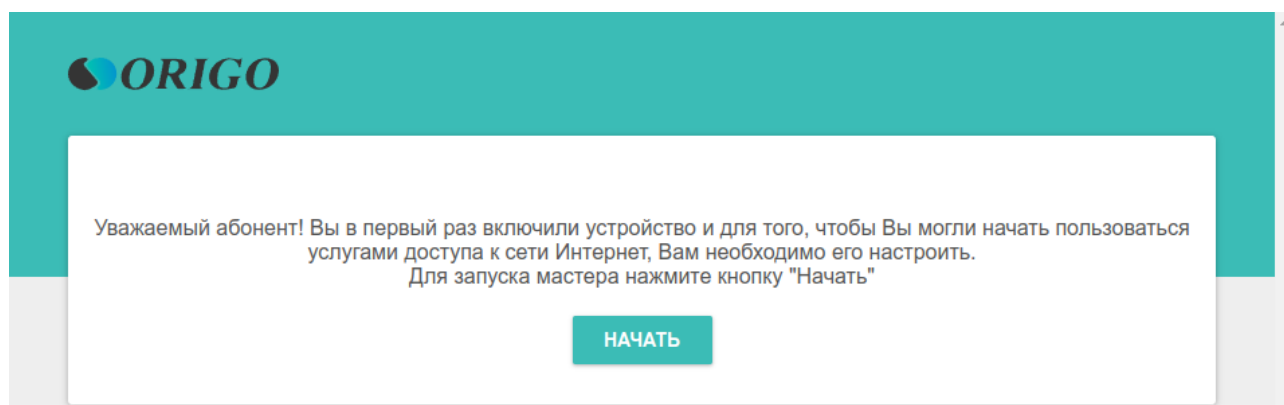 ORIGO
Уважаемый абонент! Вы в первый раз включили устройство и для того, чтобы Вы могли начать пользоваться
услугами доступа к сети Интернет, Вам необходимо его настроить.
Для запуска мастера нажмите кнопку "Начать"
НАЧАТЬ